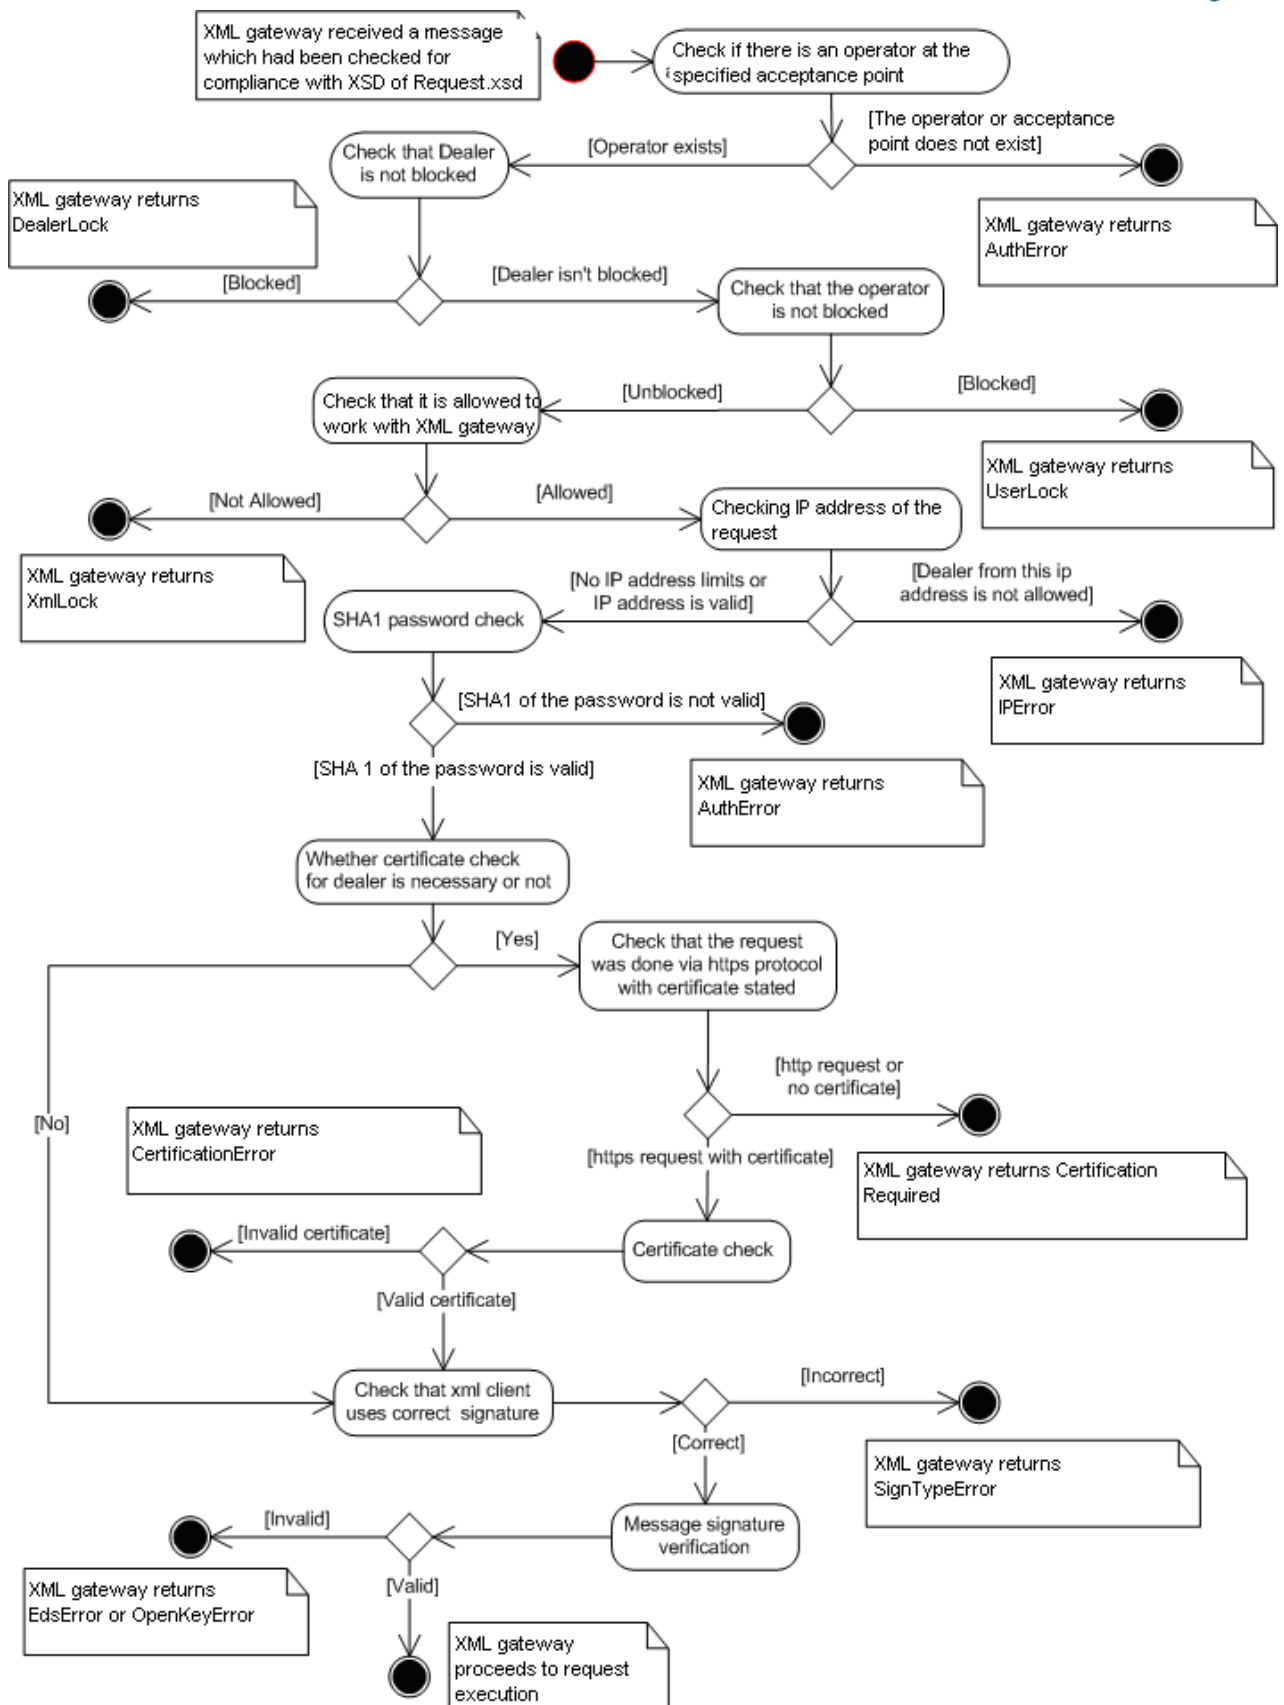 XML gateway received a message
which had been checked for
compliance with XSD of Request.xsd
Check if there is an operator at the
specified acceptance point
[The operator or acceptance
point does not exist]
[Operator exists]
Check that Dealer
is not blocked
XML gateway returns
DealerLock
XML gateway returns
AuthError
[Blocked]
[Dealer isn't blocked]
Check that the operator
is not blocked
[Unblocked]
[Blocked]
Check that it is allowed to
work with XML gateway
XML gateway returns
UserLock
[Not Allowed]
[Allowed]
Checking IP address of the
request
XML gateway returns
XmlLock
[No IP address limits or
IP address is valid]
[Dealer from this ip
address is not allowed]
SHA1 password check
XML gateway returns
IPError
[SHA1 of the password is not valid]
[SHA 1 of the password is valid]
XML gateway returns
AuthError
Whether certificate check
for dealer is necessary or not
[Yes]
Check that the request
was done via https protocol
with certificate stated
[http request or
no certificate]
[No]
XML gateway returns
CertificationError
[https request with certificate]
XML gateway returns Certification
Required
[Invalid certificate]
Certificate check
[Valid certificate]
Check that xml client
uses correct signature
[Incorrect]
[Correct]
XML gateway returns
SignTypeError
Message signature
verification
[Invalid]
[Valid]
XML gateway returns
EdsError or OpenKeyError
XML gateway
proceeds to request
execution